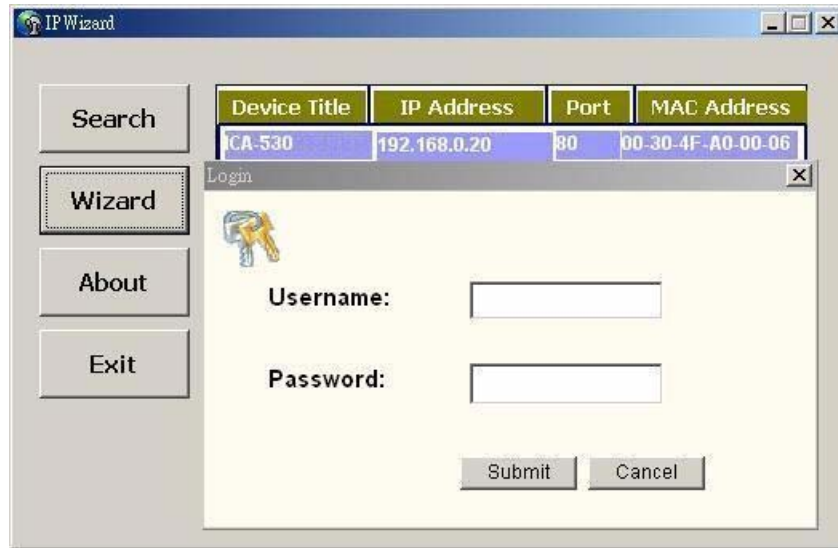 IP Wizard
Search
Wizard
About
Exit
Device Title IP Address Port MAC Address
ICA-530 192.168.0.20 80 00-30-4F-A0-00-06
Login
Username:
Password:
Submit Cancel